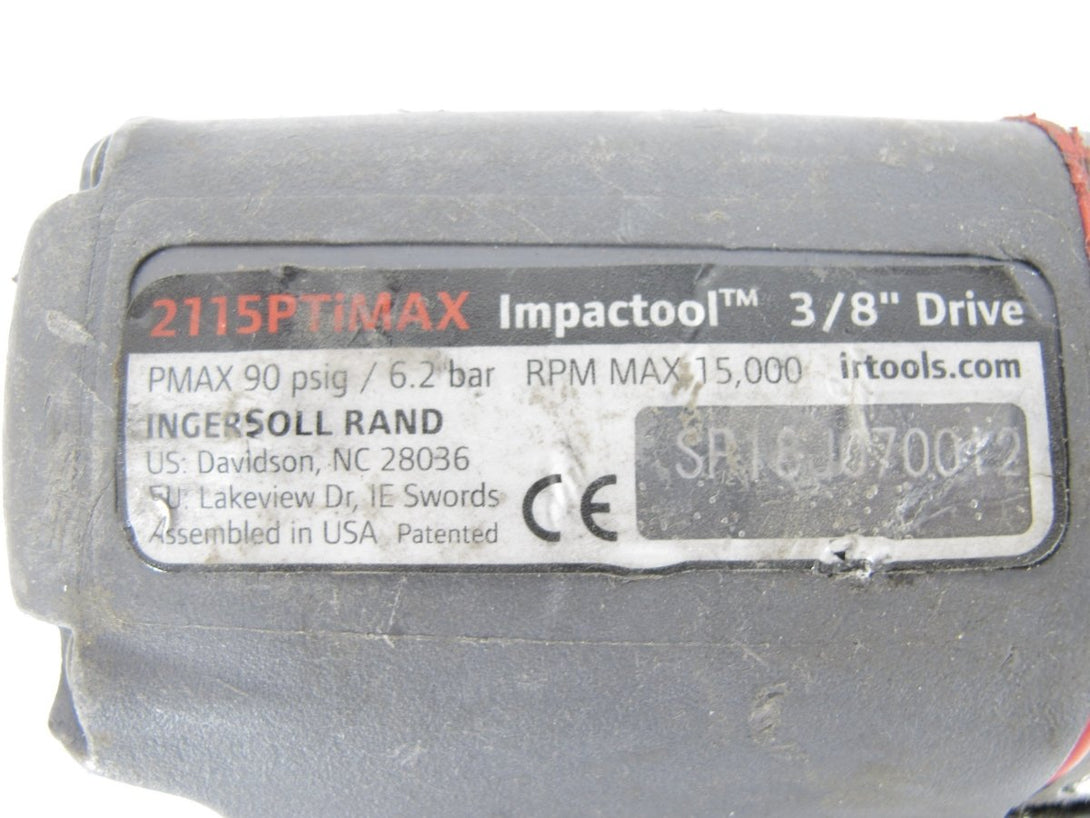 2115PTiMAX Impactool™ 3/8" Drive
PMAX 90 psig / 6.2 bar RPM MAX 15,000 irtools.com
INGERSOLL RAND
US: Davidson, NC 28036
EU: Lakeview Dr, IE Swords
Assembled in USA Patented
CE
SP16J070012